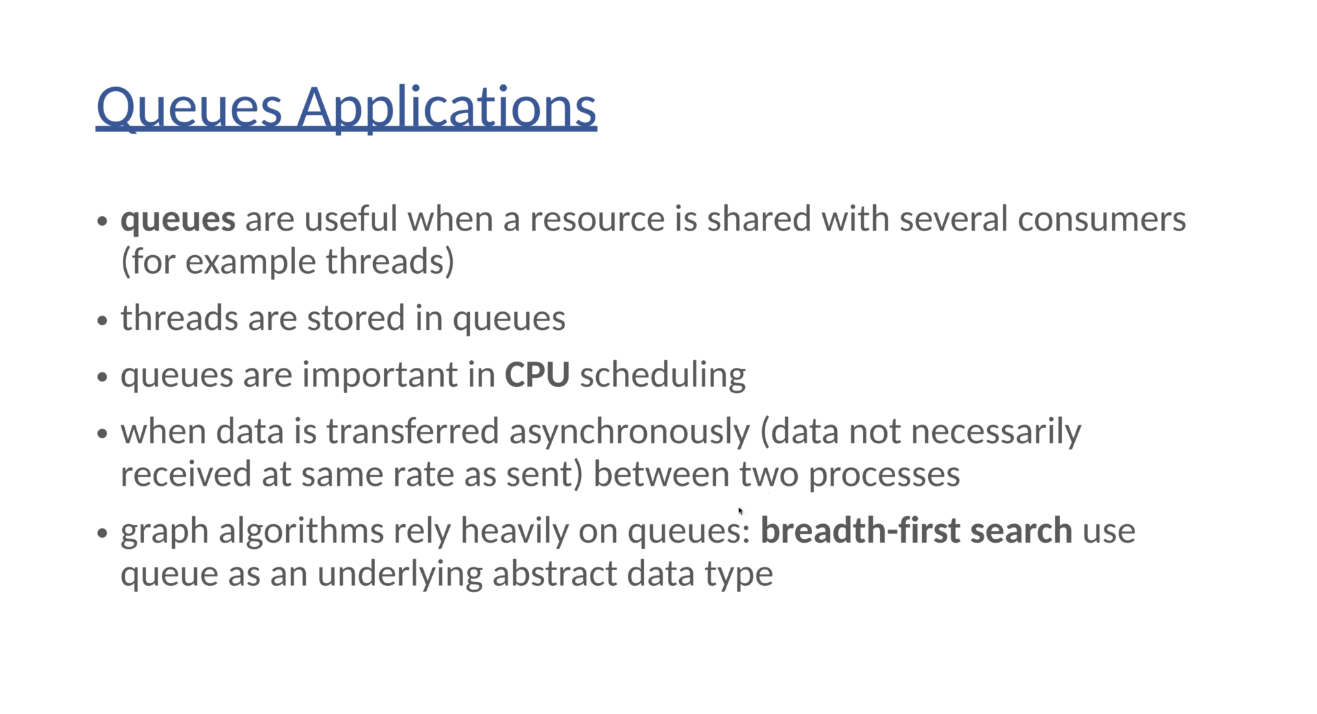 Queues Applications
• queues are useful when a resource is shared with several consumers
(for example threads)
• threads are stored in queues
• queues are important in CPU scheduling
• when data is transferred asynchronously (data not necessarily
received at same rate as sent) between two processes
• graph algorithms rely heavily on queues: breadth-first search use
queue as an underlying abstract data type